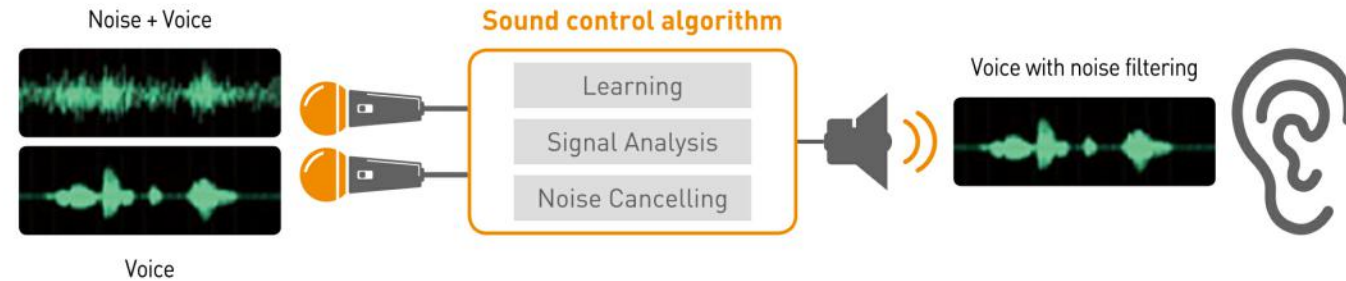 Noise + Voice
Voice
Sound control algorithm
Learning
Signal Analysis
Noise Cancelling
Voice with noise filtering